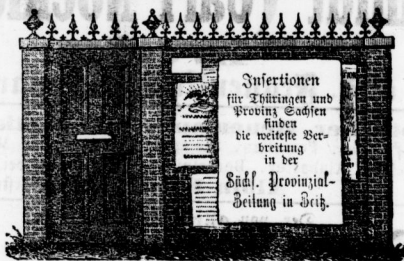 Insertionen
für Thüringen und
Provinz Sachsen
finden
die weiteste Ver-
breitung
in der
Sächs. Provinzial-
Zeitung in Zeitz.